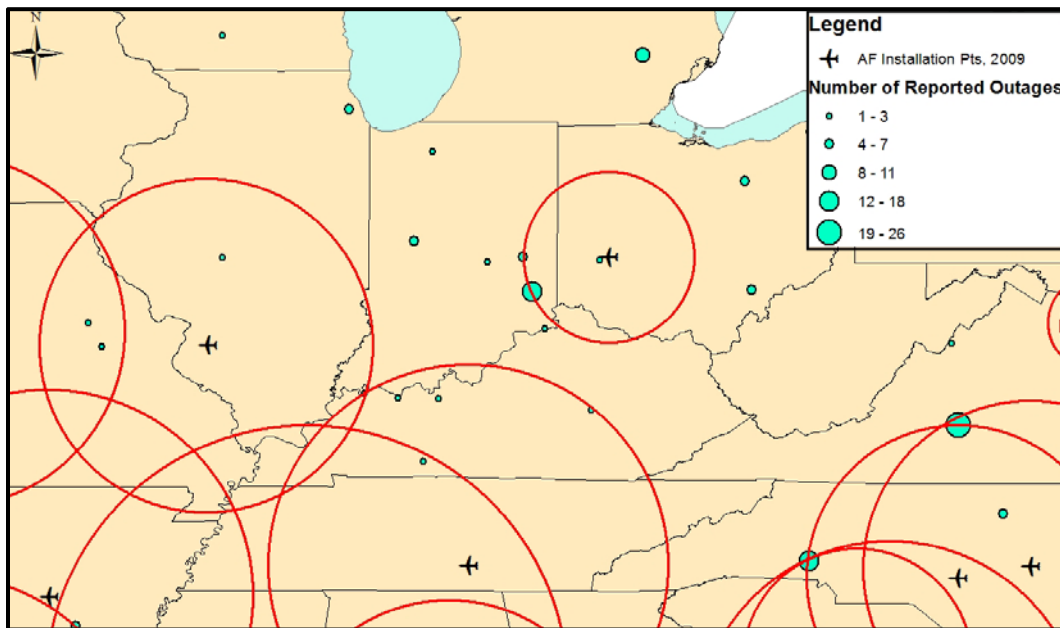 N
Legend
AF Installation Pts, 2009
Number of Reported Outages
1 - 3
4 - 7
8 - 11
12 - 18
19 - 26